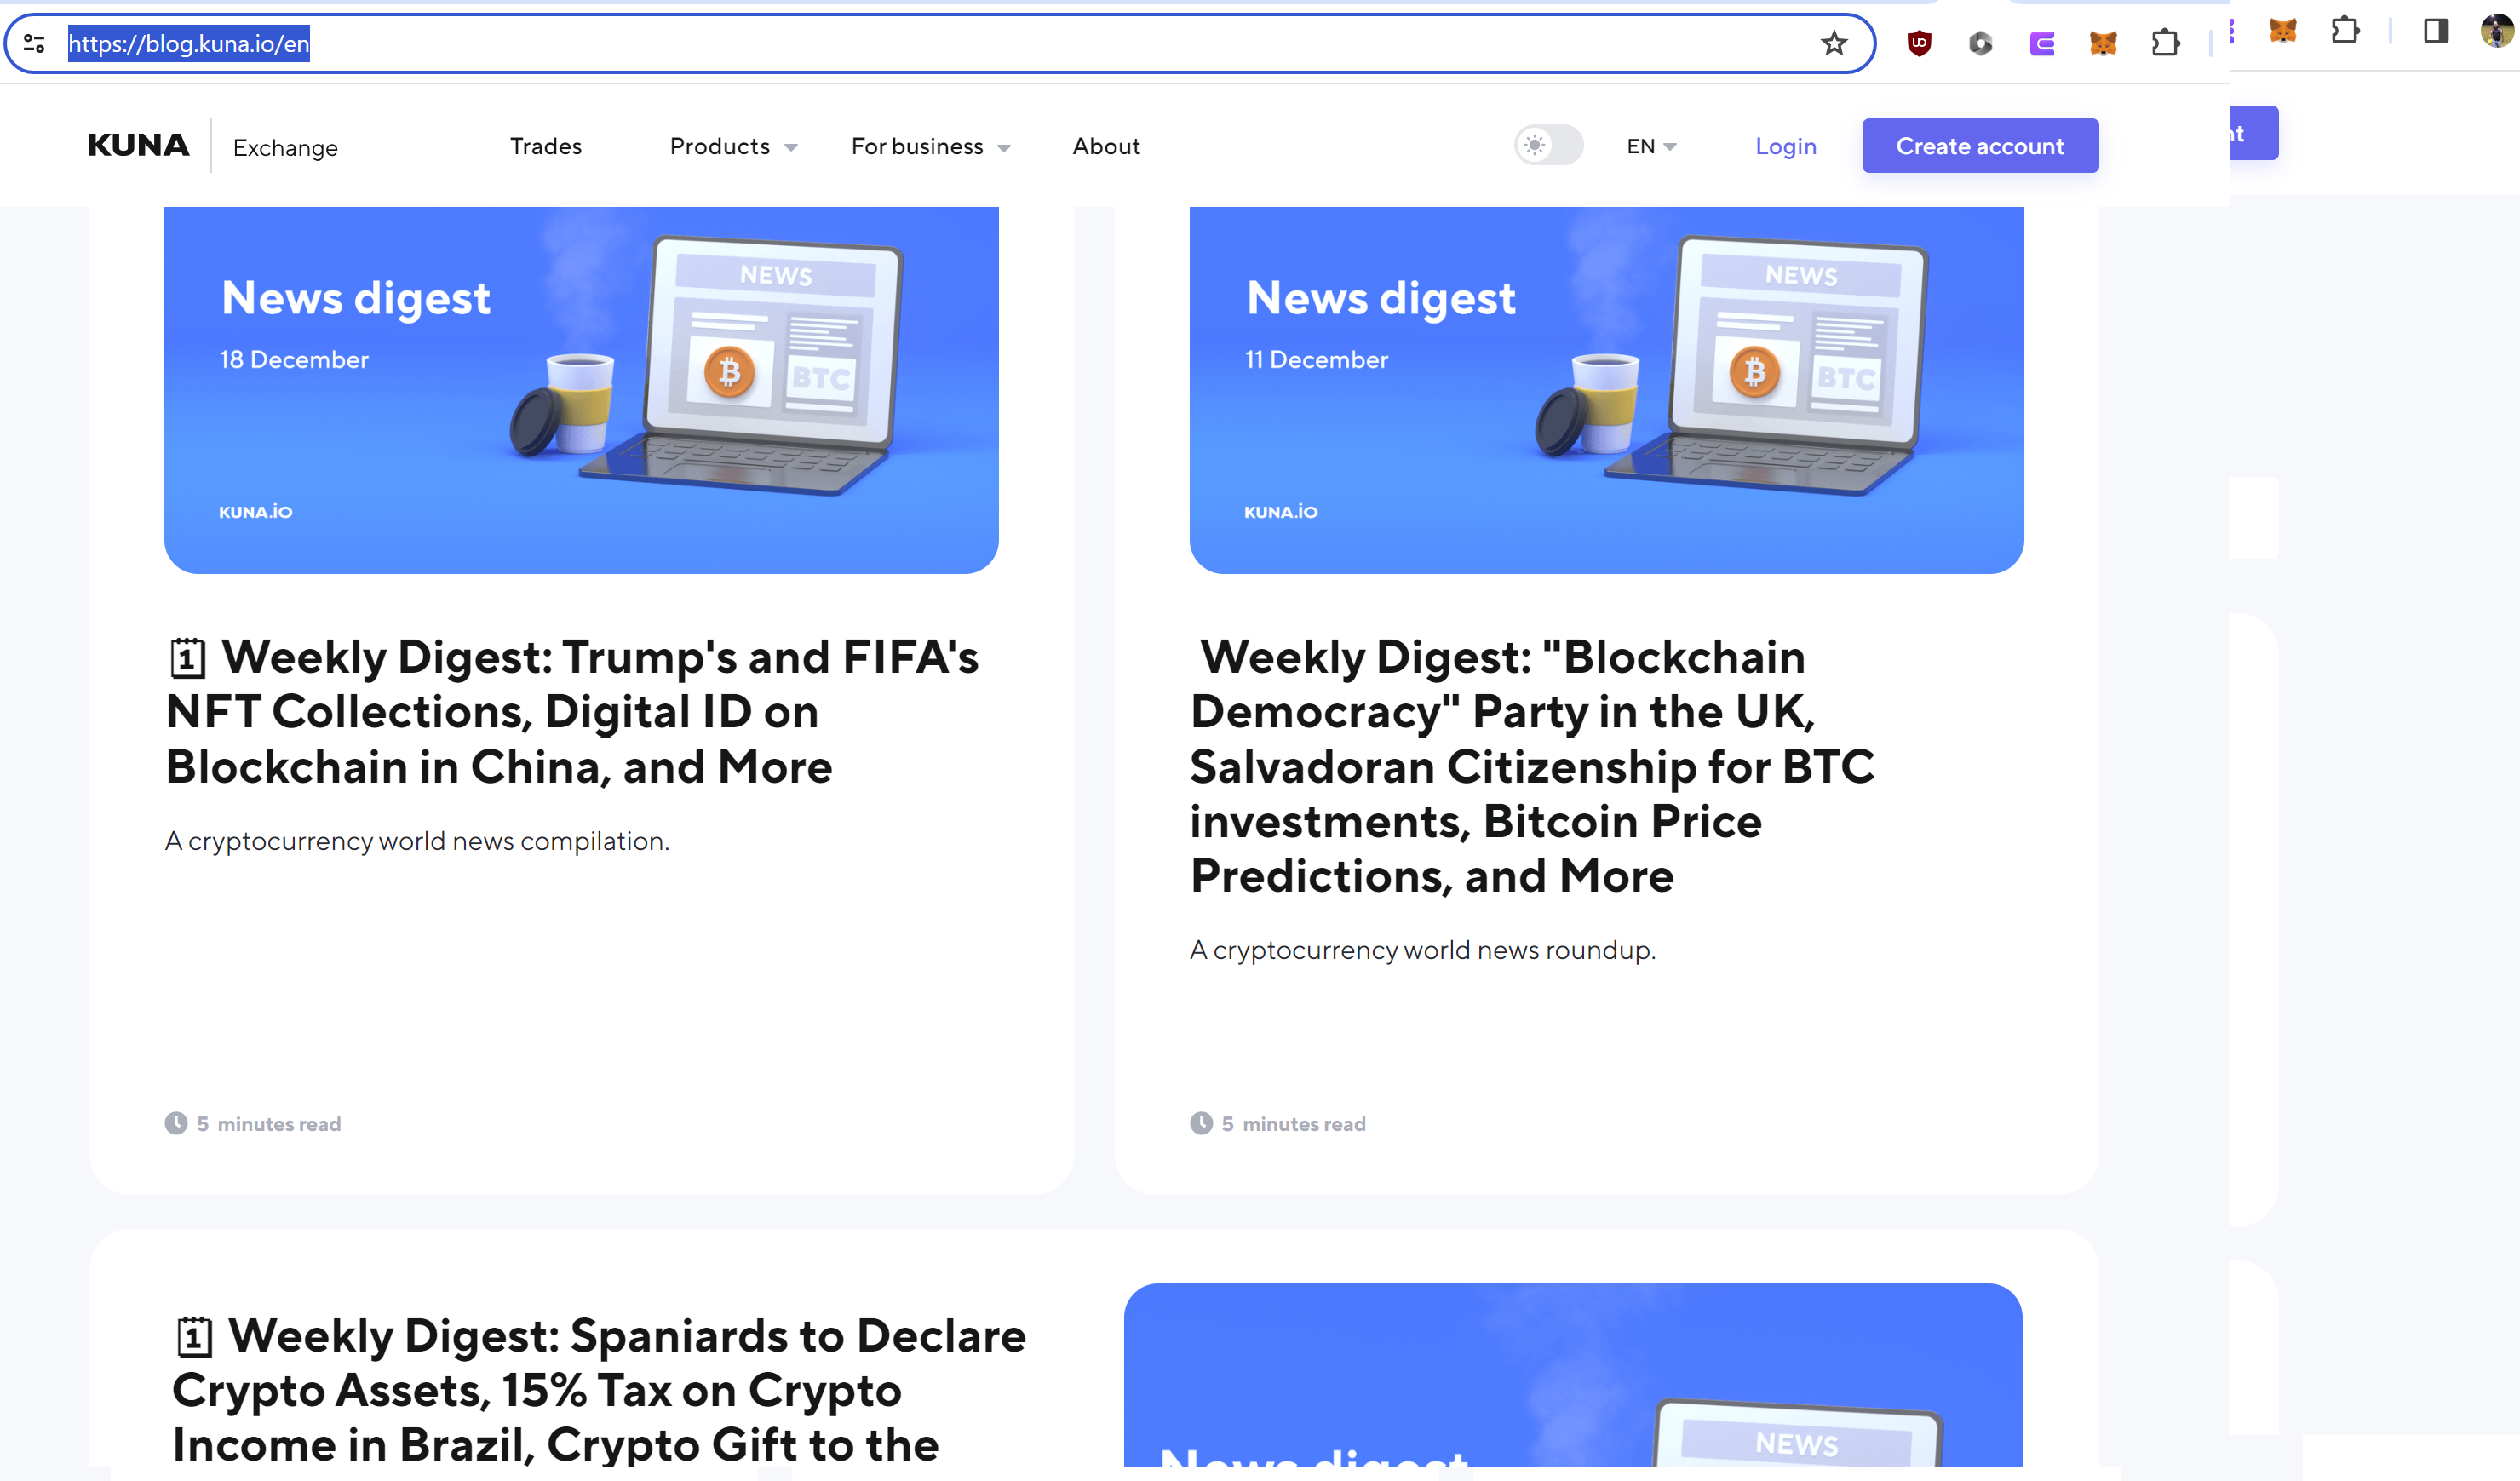 https://blog.kuna.io/en
KUNA Exchange Trades Products For business About EN Login Create account nt
News digest
18 December
NEWS
BTC
KUNA.IO
News digest
11 December
NEWS
BTC
KUNA.IO
1 Weekly Digest: Trump's and FIFA's
NFT Collections, Digital ID on
Blockchain in China, and More
A cryptocurrency world news compilation.
5 minutes read
Weekly Digest: "Blockchain
Democracy" Party in the UK,
Salvadoran Citizenship for BTC
investments, Bitcoin Price
Predictions, and More
A cryptocurrency world news roundup.
5 minutes read
1 Weekly Digest: Spaniards to Declare
Crypto Assets, 15% Tax on Crypto
Income in Brazil, Crypto Gift to the
News digest
NEWS